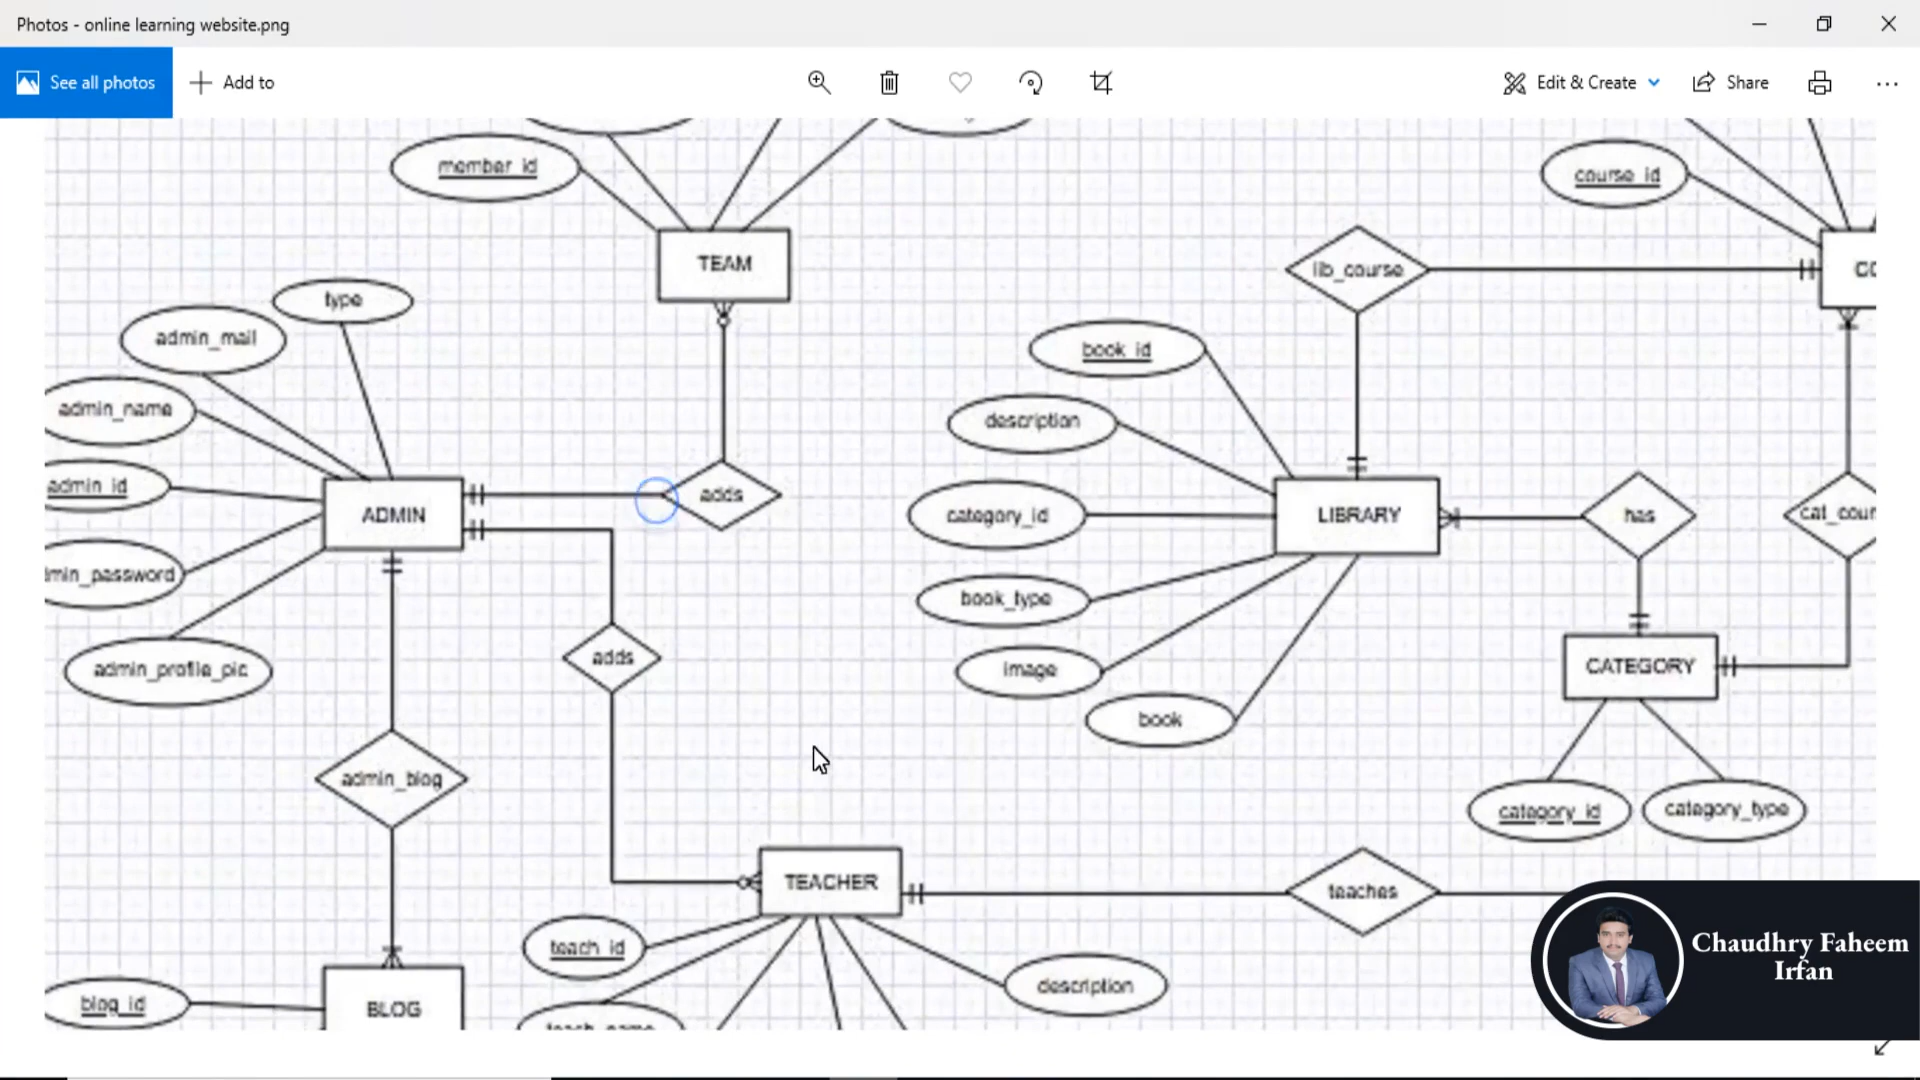 Photos - online learning website.png
See all photos
Add to
Edit & Create
Share
member_id
course_id
TEAM
lib_course
type
admin_mail
book_id
admin_name
description
admin_id
adds
category_id
ADMIN
LIBRARY
has
book_type
adds
admin_profile_pic
image
CATEGORY
book
admin_blog
category_id
category_type
TEACHER
teaches
teach_id
description
blog_id
BLOG
Chaudhry Faheem
Irfan